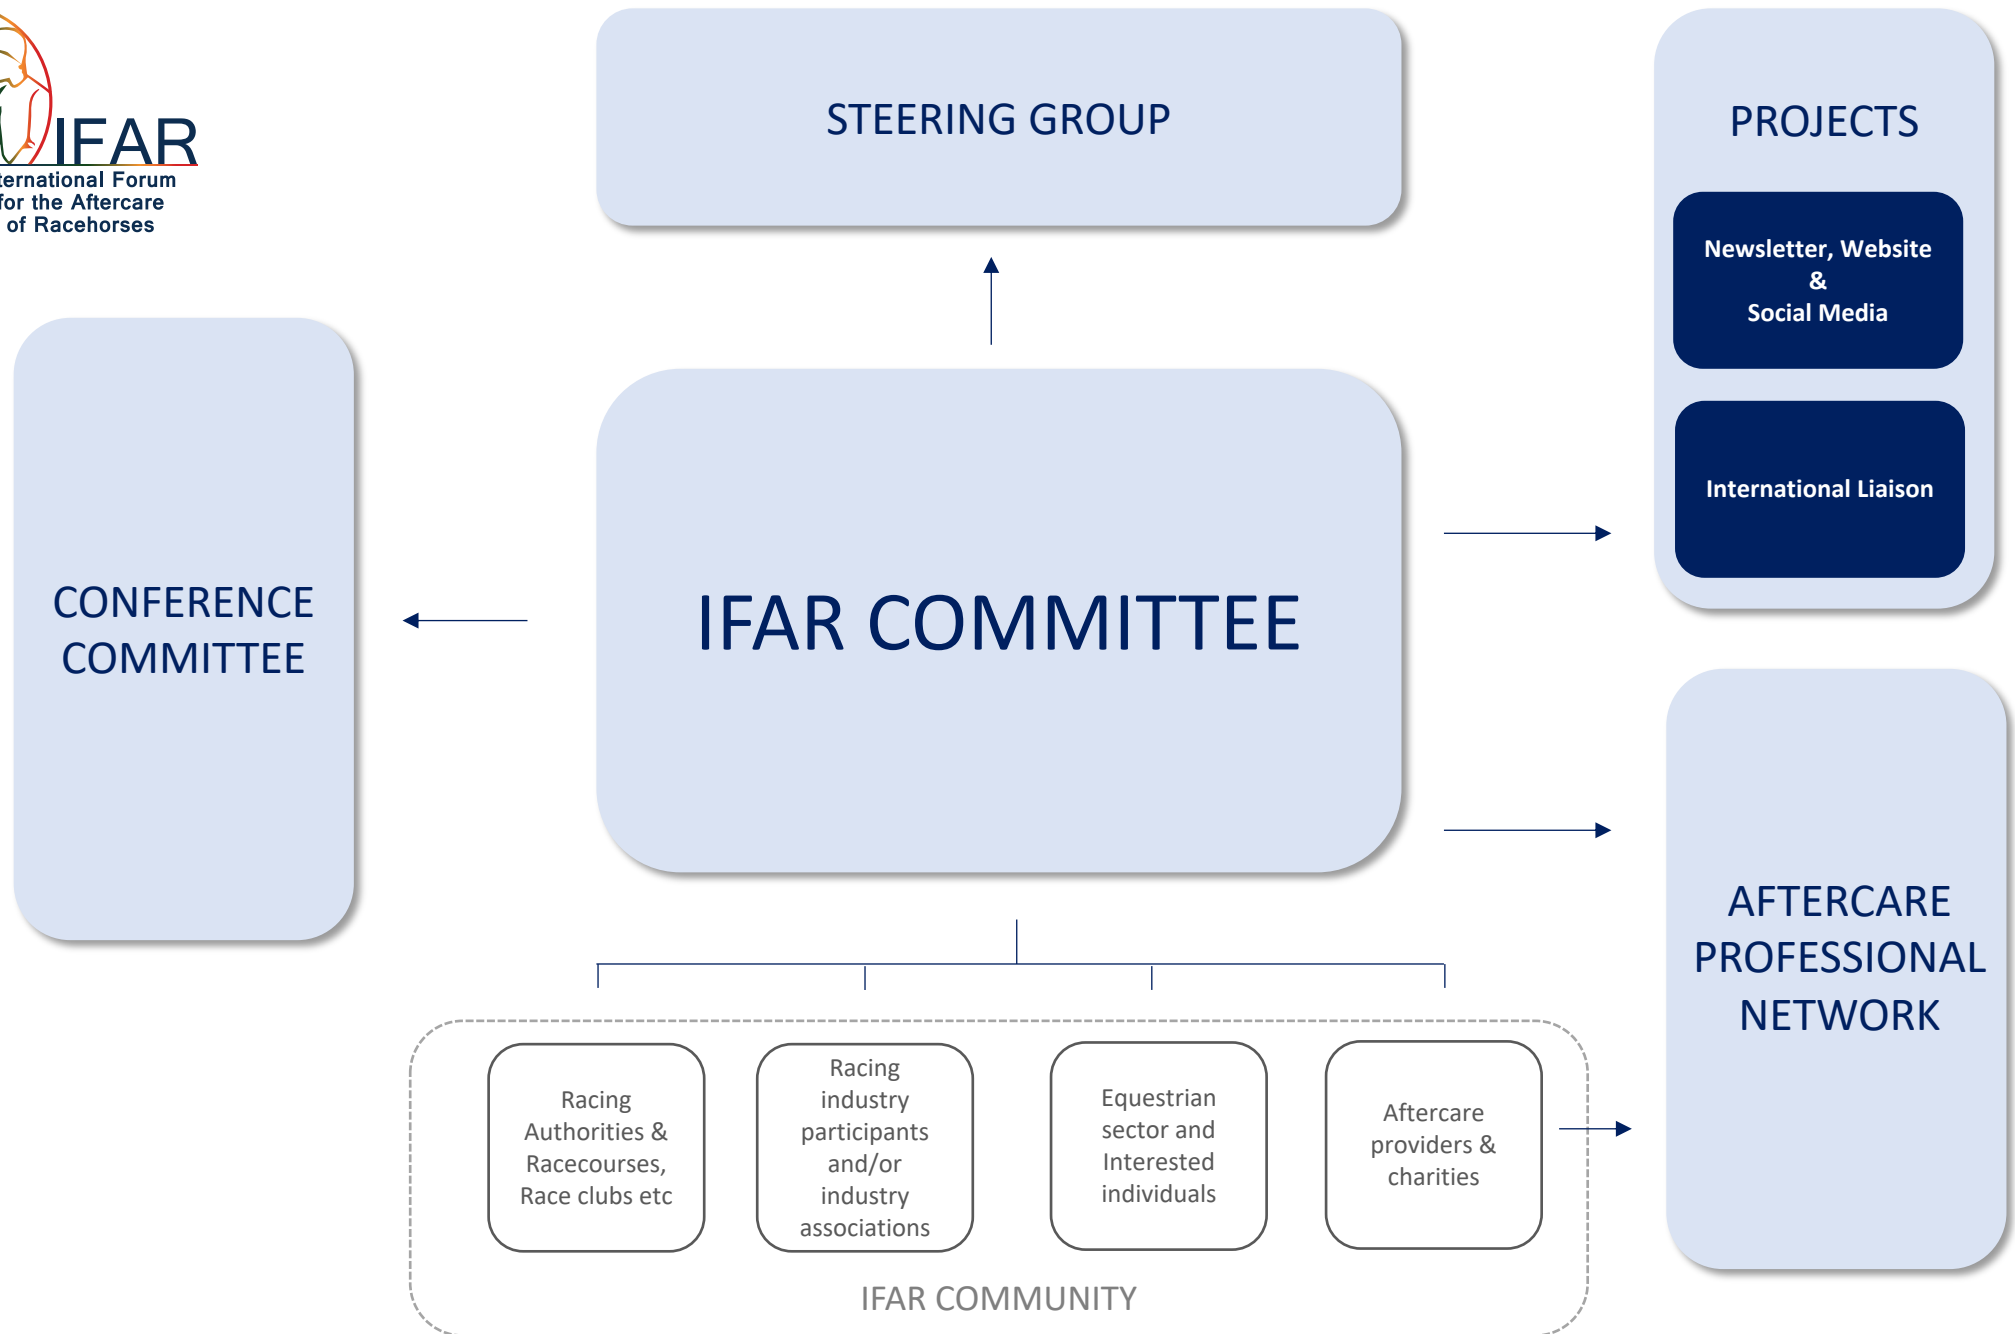 IFAR
ternational Forum
for the Aftercare
of Racehorses
STEERING GROUP
PROJECTS
Newsletter, Website
&
Social Media
International Liaison
CONFERENCE
COMMITTEE
IFAR COMMITTEE
AFTERCARE
PROFESSIONAL
NETWORK
Racing
Authorities &
Racecourses,
Race clubs etc
Racing
industry
participants
and/or
industry
associations
Equestrian
sector and
Interested
individuals
Aftercare
providers &
charities
IFAR COMMUNITY